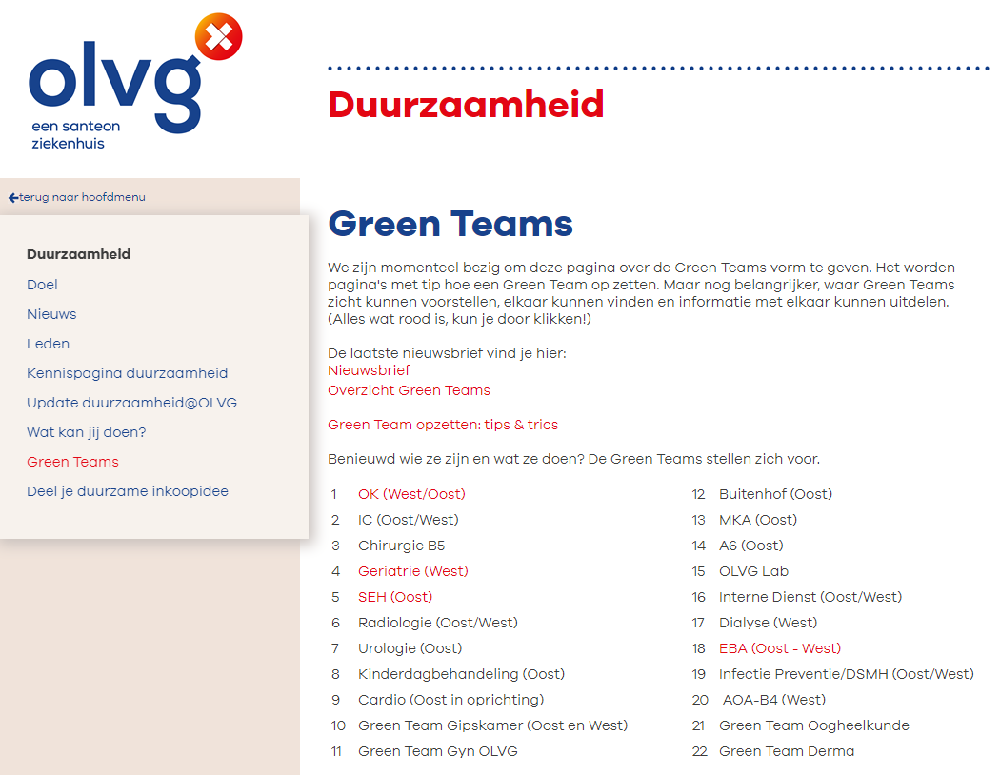 olvg
een santeon
ziekenhuis
Duurzaamheid
terug naar hoofdmenu
Duurzaamheld
Doel
Nieuws
Leden
Kennispagina duurzaamheid
Update duurzaamheid@OLVG
Wat kan jij doen?
Green Teams
Deel je duurzame inkoopidee
Green Teams
We zijn momenteel bezig om deze pagina over de Green Teams vorm te geven. Het worden
pagina's met tip hoe een Green Team op zetten. Maar nog belangrijker, waar Green Teams
zicht kunnen voorstellen, elkaar kunnen vinden en informatie met elkaar kunnen uitdelen.
(Alles wat rood is, kun je door klikken!)
De laatste nieuwsbrief vind je hier:
Nieuwsbrief
Overzicht Green Teams
Green Team opzetten: tips & trics
Benieuwd wie ze zijn en wat ze doen? De Green Teams stellen zich voor.
1 OK (West/Oost)
2 IC (Oost/West)
3 Chirurgie B5
4 Geriatrie (West)
5 SEH (Oost)
6 Radiologie (Oost/West)
7 Urologie (Oost)
8 Kinderdagbehandeling (Oost)
9 Cardio (Oost in oprichting)
10 Green Team Gipskamer (Oost en West)
11 Green Team Gyn OLVG
12 Buitenhof (Oost)
13 MKA (Oost)
14 A6 (Oost)
15 OLVG Lab
16 Interne Dienst (Oost/West)
17 Dialyse (West)
18 EBA (Oost - West)
19 Infectie Preventie/DSMH (Oost/West)
20 AOA-B4 (West)
21 Green Team Oogheelkunde
22 Green Team Derma